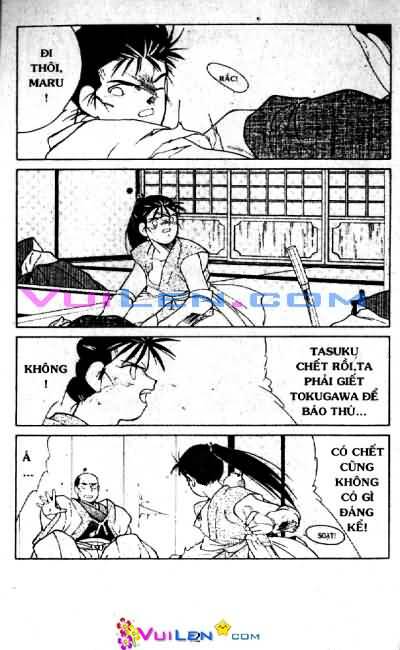 ĐI
THÔI,
MARU
!
RẮC!
VUILEN.COM
KHÔNG
!
TASUKU
CHẾT RỒI, TA
PHẢI GIẾT
TOKUGAWA ĐỂ
BÁO THÙ...
Á
...
CÓ CHẾT
CŨNG
KHÔNG
CÓ GÌ
ĐÁNG
KỂ!
SOẠT!
VUILEN.COM